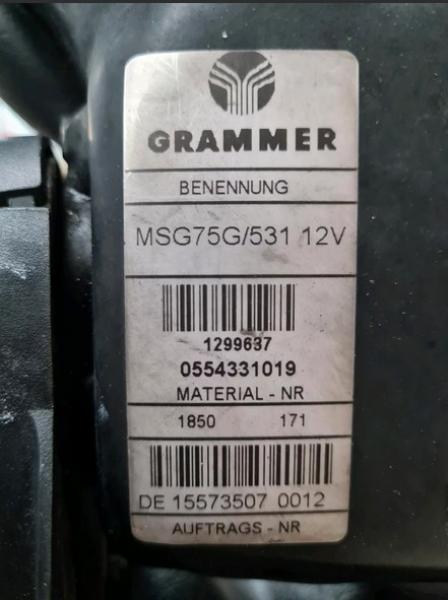 GRAMMER
BENENNUNG
MSG75G/531 12V
1299637
0554331019
MATERIAL - NR
1850 171
DE 15573507 0012
AUFTRAGS - NR